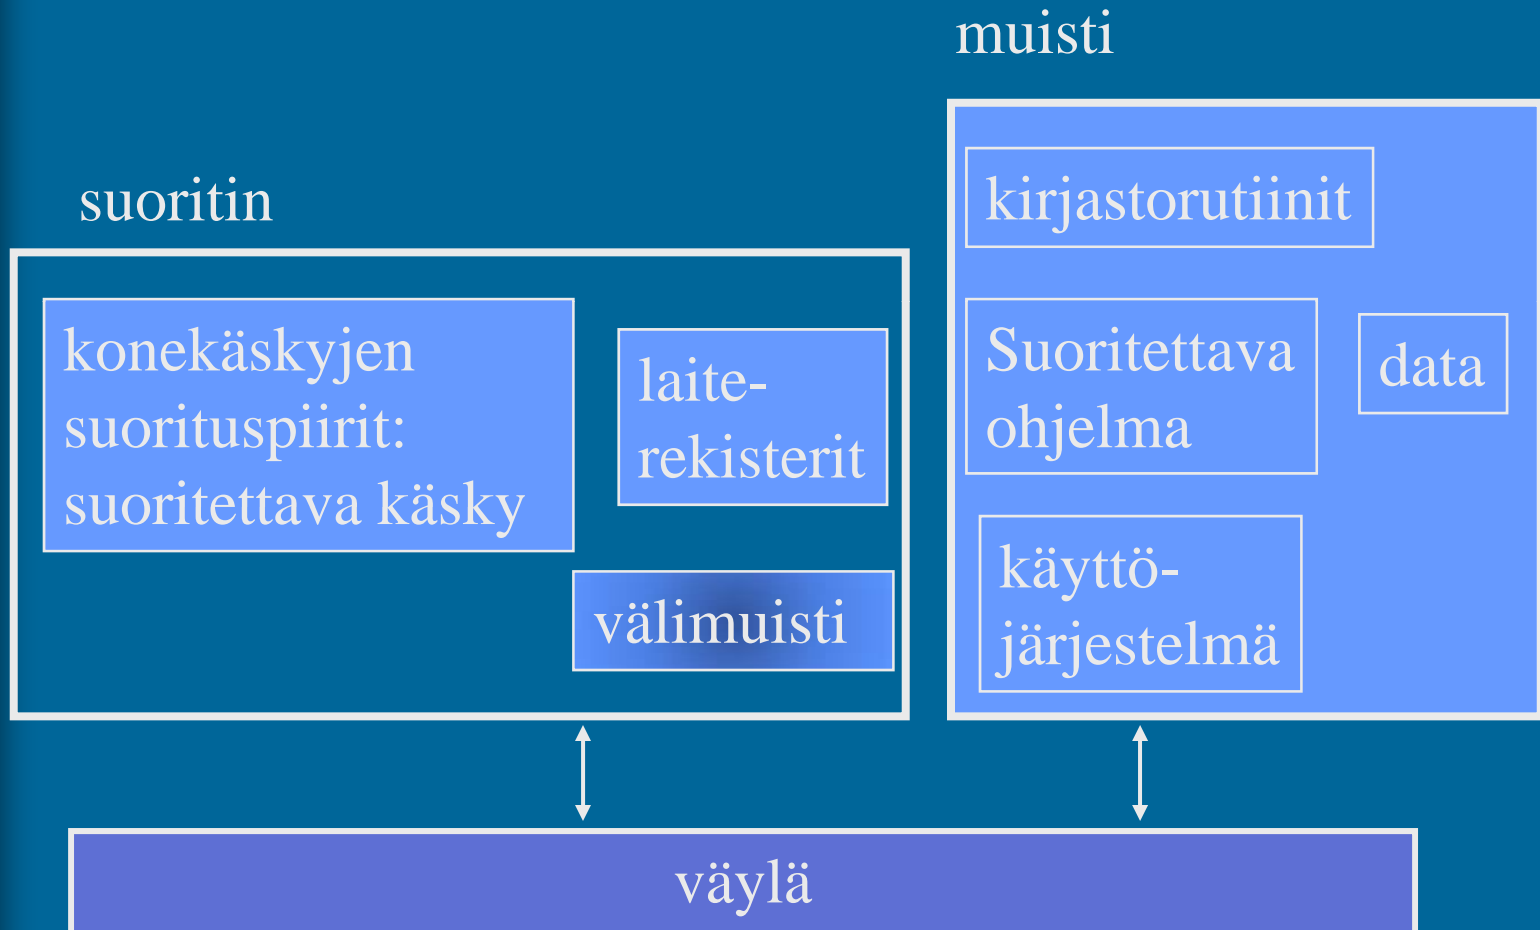 muisti
suoritin
kirjastorutiinit
konekäskyjen
suorituspiirit:
suoritettava käsky
laite-
rekisterit
välimuisti
Suoritettava
ohjelma
data
käyttö-
järjestelmä
väylä